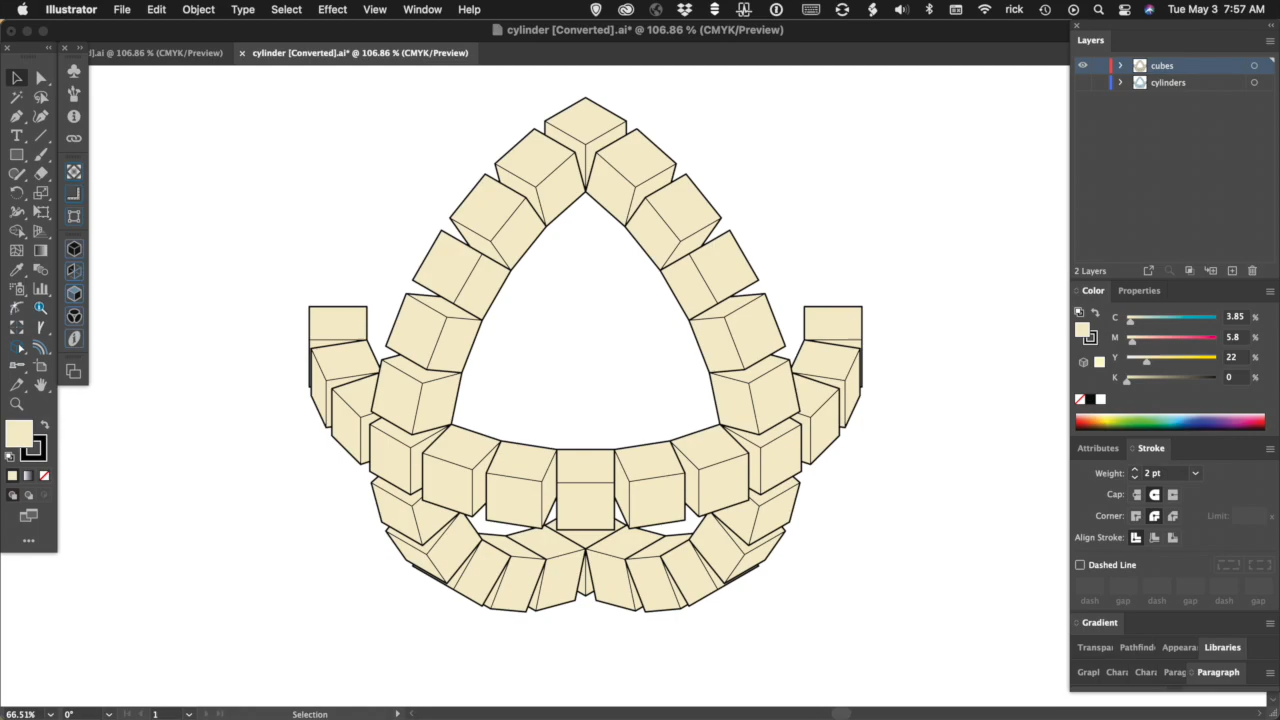 Illustrator File Edit Object Type Select Effect View Window Help rick Tue May 3 7:57 AM
cylinder [Converted].ai* @ 106.86 % (CMYK/Preview)
].ai @ 106.86 % (CMYK/Preview)
cylinder [Converted].ai* @ 106.86 % (CMYK/Preview)
Layers
cubes
cylinders
2 Layers
Color Properties
C 3.85 %
M 5.8 %
Y 22 %
K 0 %
Attributes Stroke
Weight: 2 pt
Cap:
Corner: Limit:
Align Stroke:
Dashed Line
dash gap dash gap dash gap
Gradient
Transpa Pathfind Appeara Libraries
Grapl Chara Chara Parag Paragraph
66.51% 0° 1 Selection